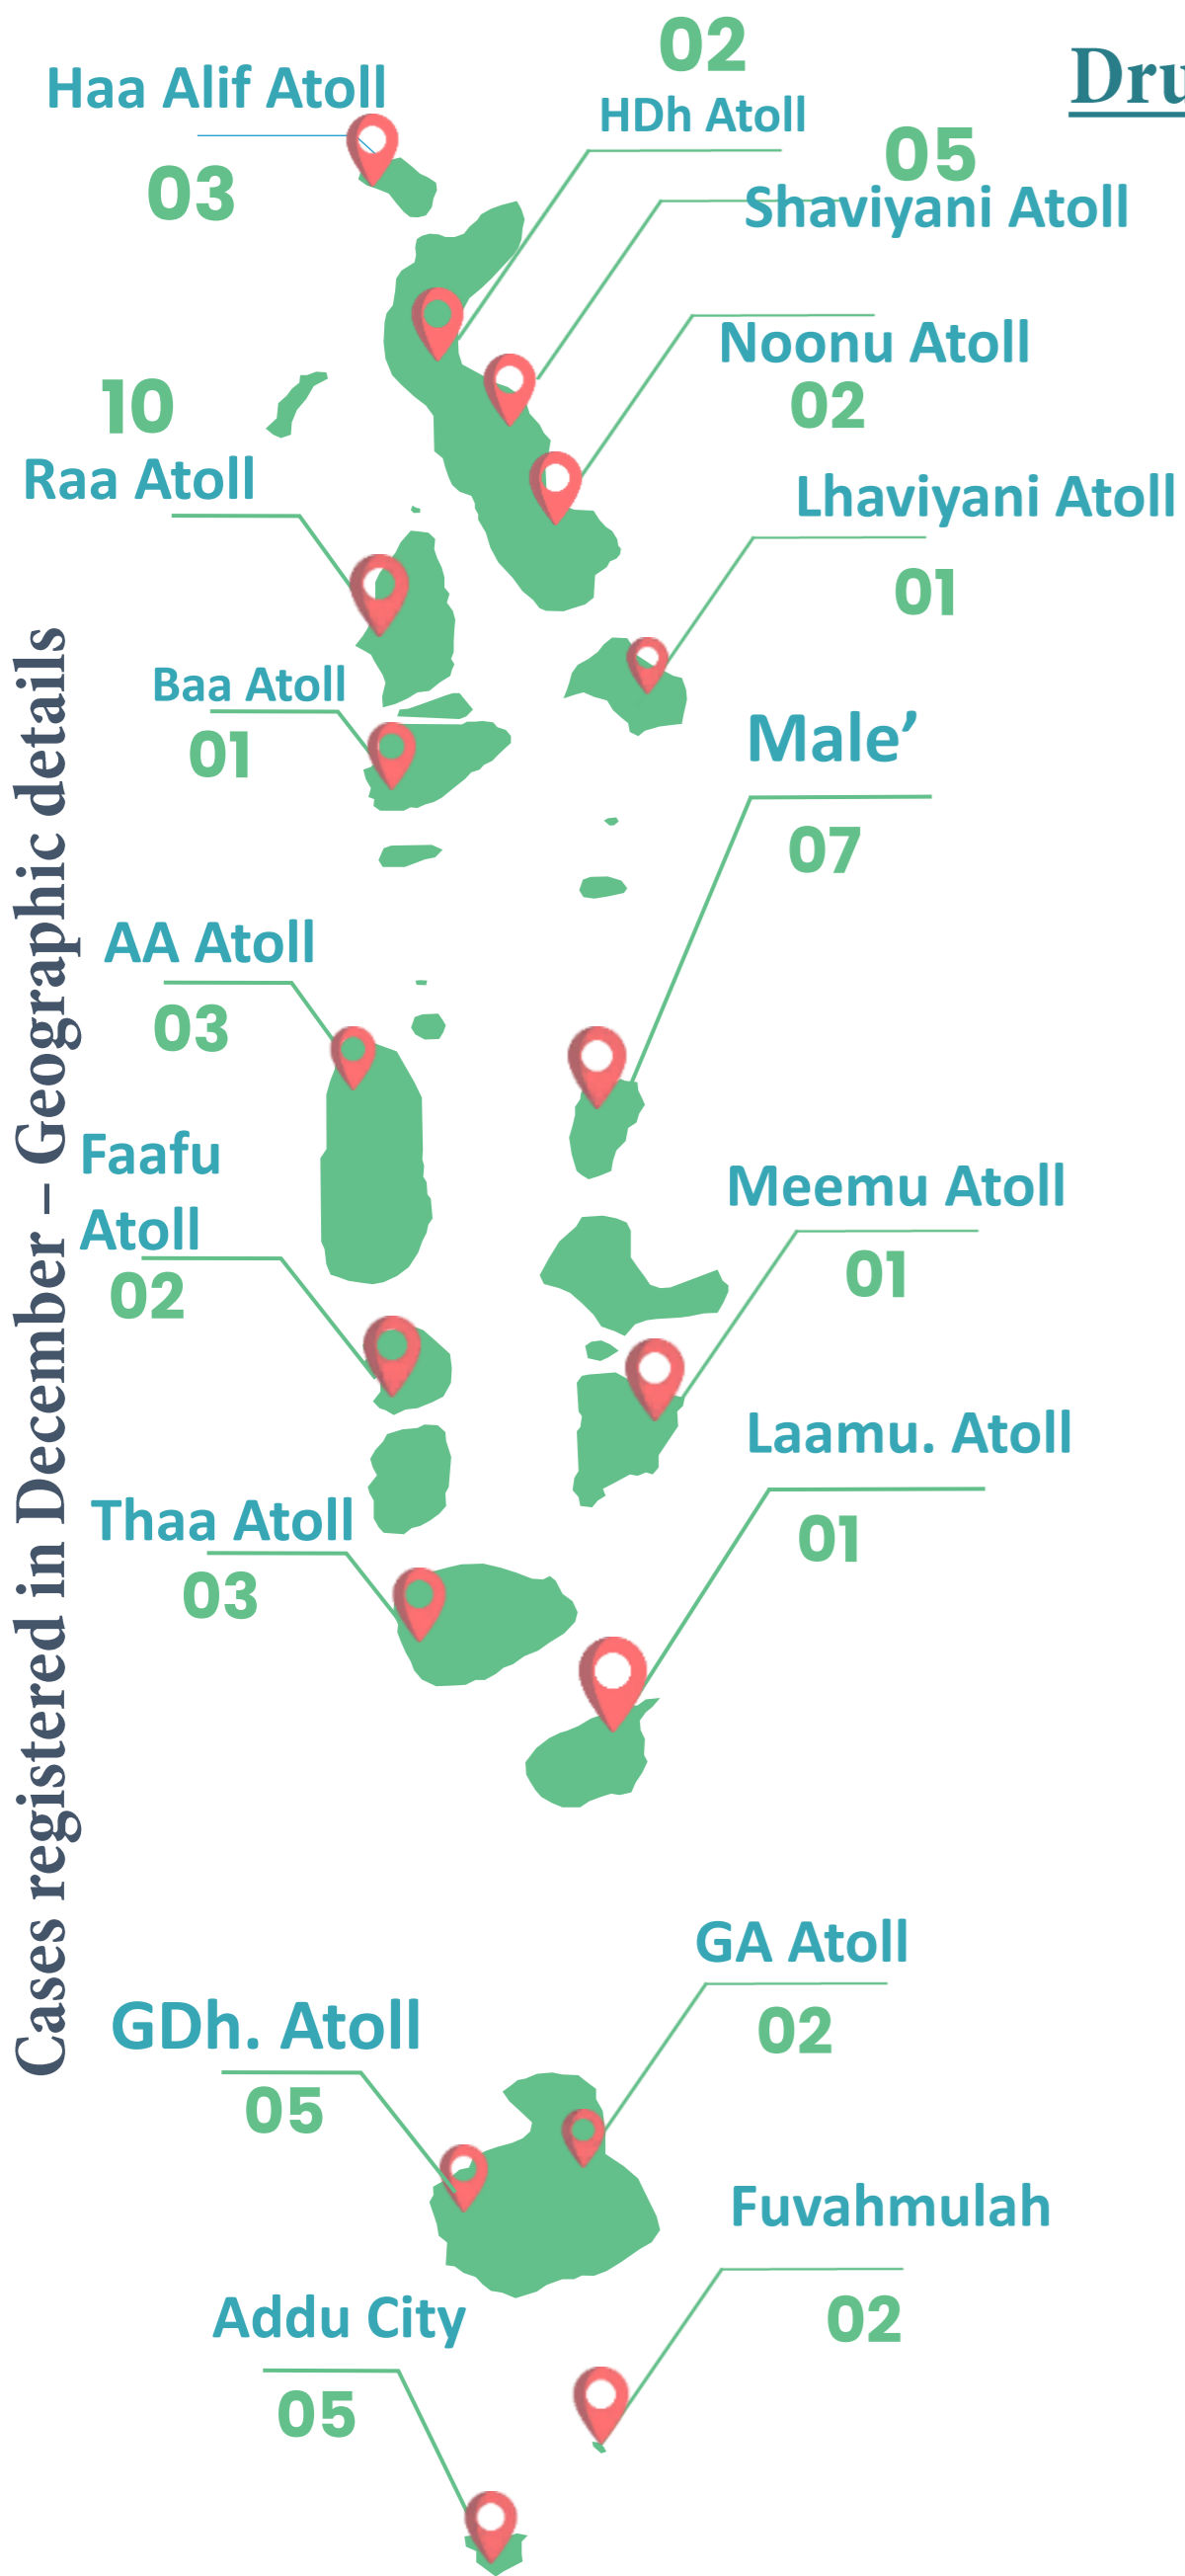 02
Dru
Haa Alif Atoll
HDh Atoll
03
05
Shaviyani Atoll
Noonu Atoll
02
10
Raa Atoll
Lhaviyani Atoll
01
Baa Atoll
01
Male’
07
AA Atoll
03
Faafu
Atoll
02
Meemu Atoll
01
Laamu. Atoll
01
Thaa Atoll
03
GA Atoll
02
GDh. Atoll
05
Fuvahmulah
02
Addu City
05
Cases registered in December – Geographic details